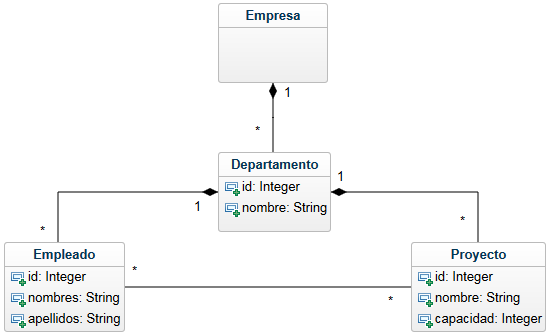 Empresa
1
*
Departamento
id: Integer
nombre: String
1
1
*
*
Empleado
id: Integer
nombres: String
apellidos: String
*
*
Proyecto
id: Integer
nombre: String
capacidad: Integer